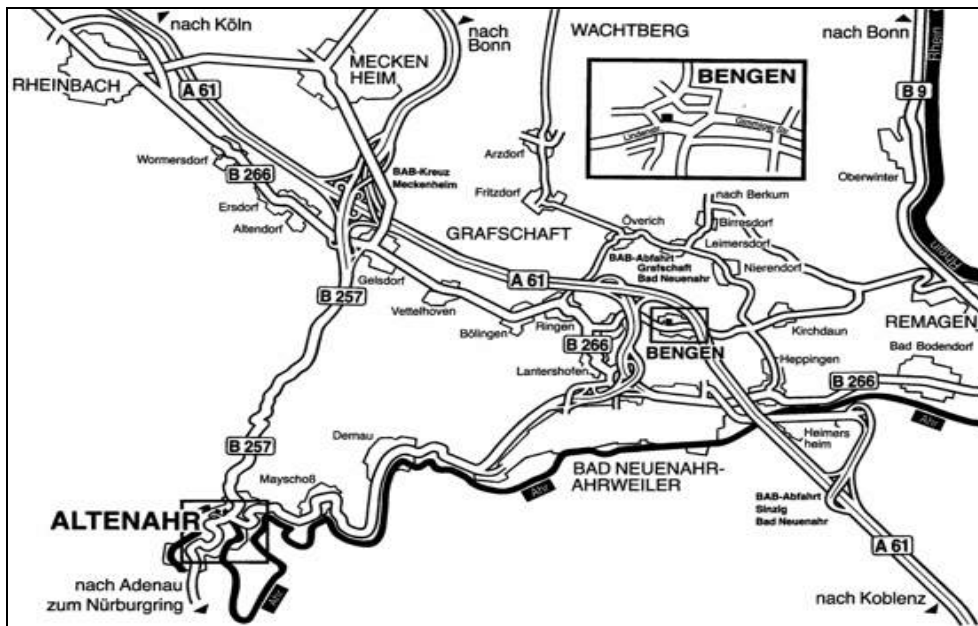 nach Köln
nach
Bonn
WACHTBERG
nach Bonn
Rhein
MECKEN
HEIM
RHEINBACH
A 61
BENGEN
B 9
Lindenstr.
Wormersdorf
Arzdorf
B 266
BAB-Kreuz
Meckenheim
Oberwinter
Fritzdorf
nach Berkum
Ersdorf
Altendorf
Överich
Birresdorf
GRAFSCHAFT
Leimersdorf
BAB-Abfahrt
Grafschaft
Bad Neuenahr
Nierendorf
Rhein
Gelsdorf
A 61
B 257
Vettelhoven
Bölingen
Ringen
B 266
BENGEN
Kirchdaun
REMAGEN
Bad Bodendorf
Lantershofen
Heppingen
B 266
Ahr
Dernau
B 257
Heimers
heim
Mayschoß
BAD NEUENAHR-
AHRWEILER
Ahr
BAB-Abfahrt
Sinzig
Bad Neuenahr
ALTENAHR
A 61
nach Adenau
zum Nürburgring
Ahr
nach Koblenz